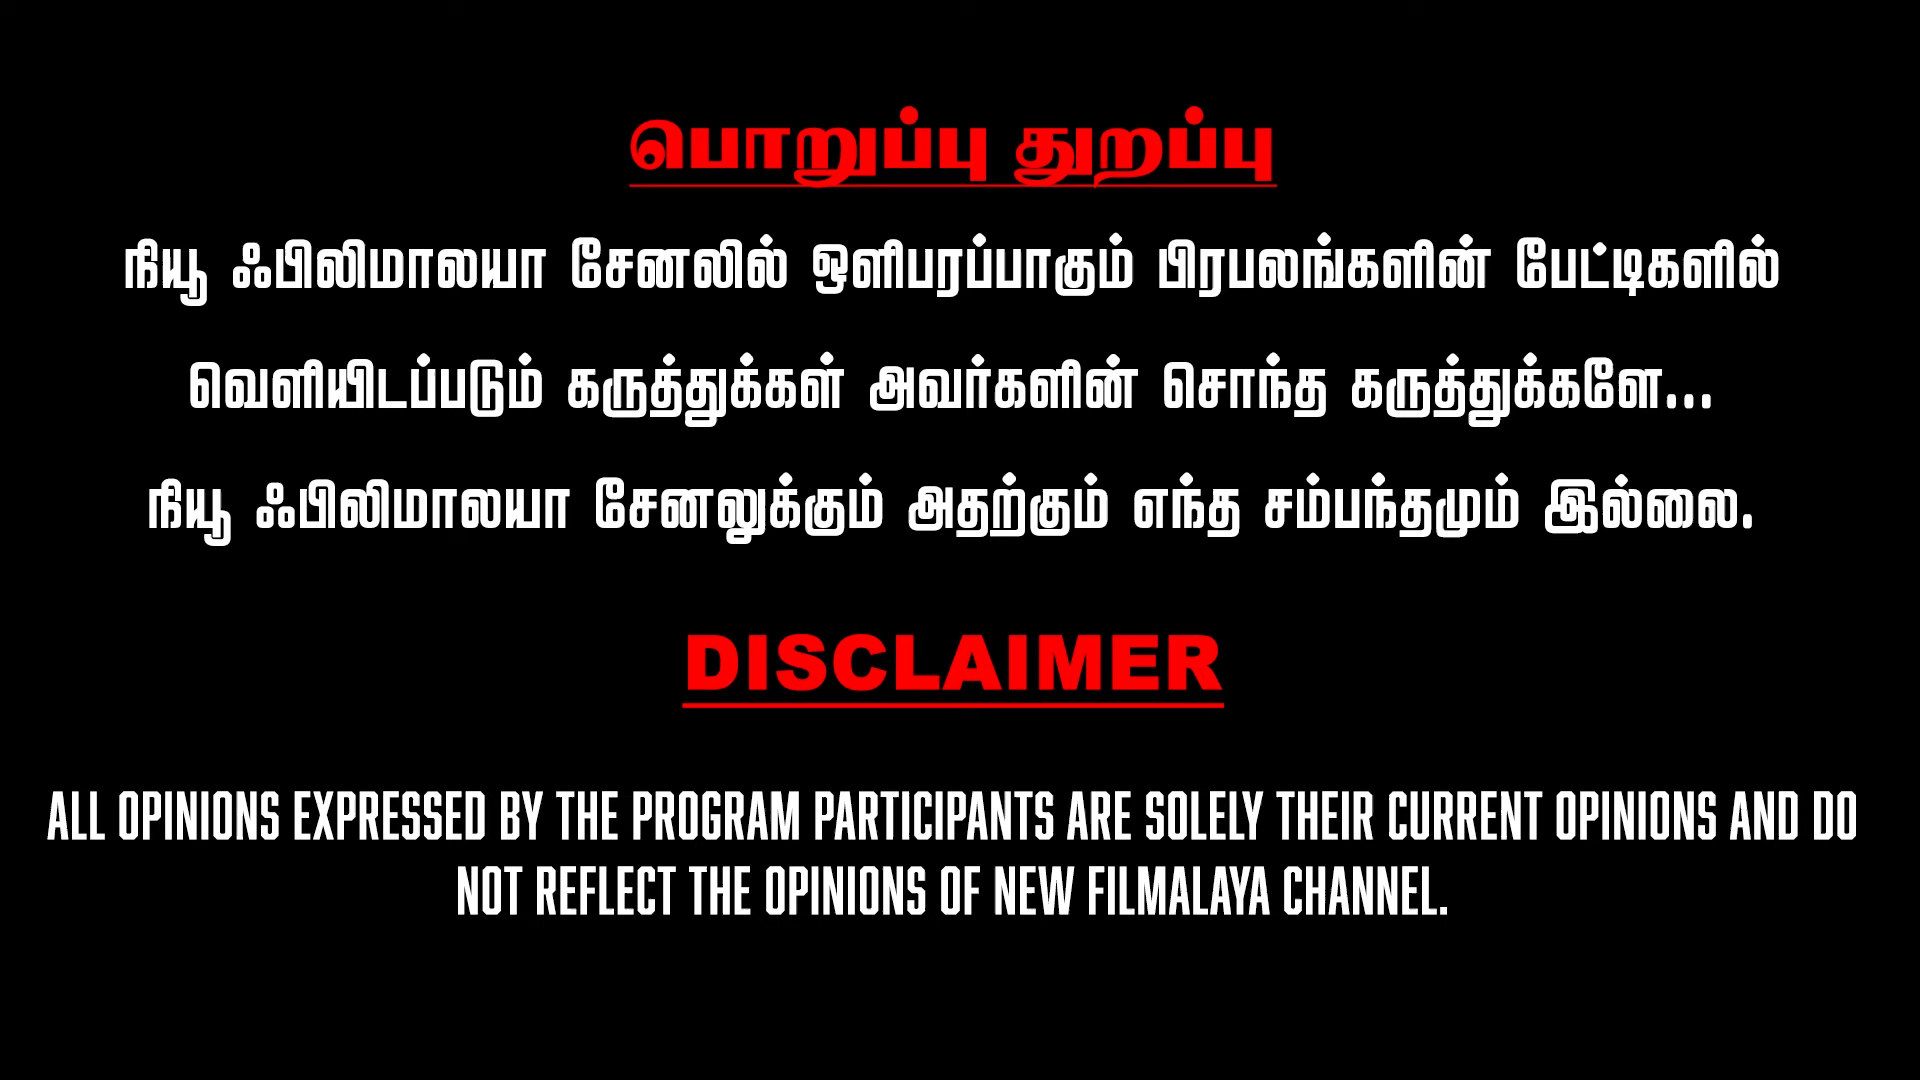 பொறுப்பு துறப்பு
நியூ ஃபிலிமாலயா சேனலில் ஒளிபரப்பாகும் பிரபலங்களின் பேட்டிகளில்
வெளியிடப்படும் கருத்துக்கள் அவர்களின் சொந்த கருத்துக்களே...
நியூ ஃபிலிமாலயா சேனலுக்கும் அதற்கும் எந்த சம்பந்தமும் இல்லை.
DISCLAIMER
ALL OPINIONS EXPRESSED BY THE PROGRAM PARTICIPANTS ARE SOLELY THEIR CURRENT OPINIONS AND DO
NOT REFLECT THE OPINIONS OF NEW FILMALAYA CHANNEL.